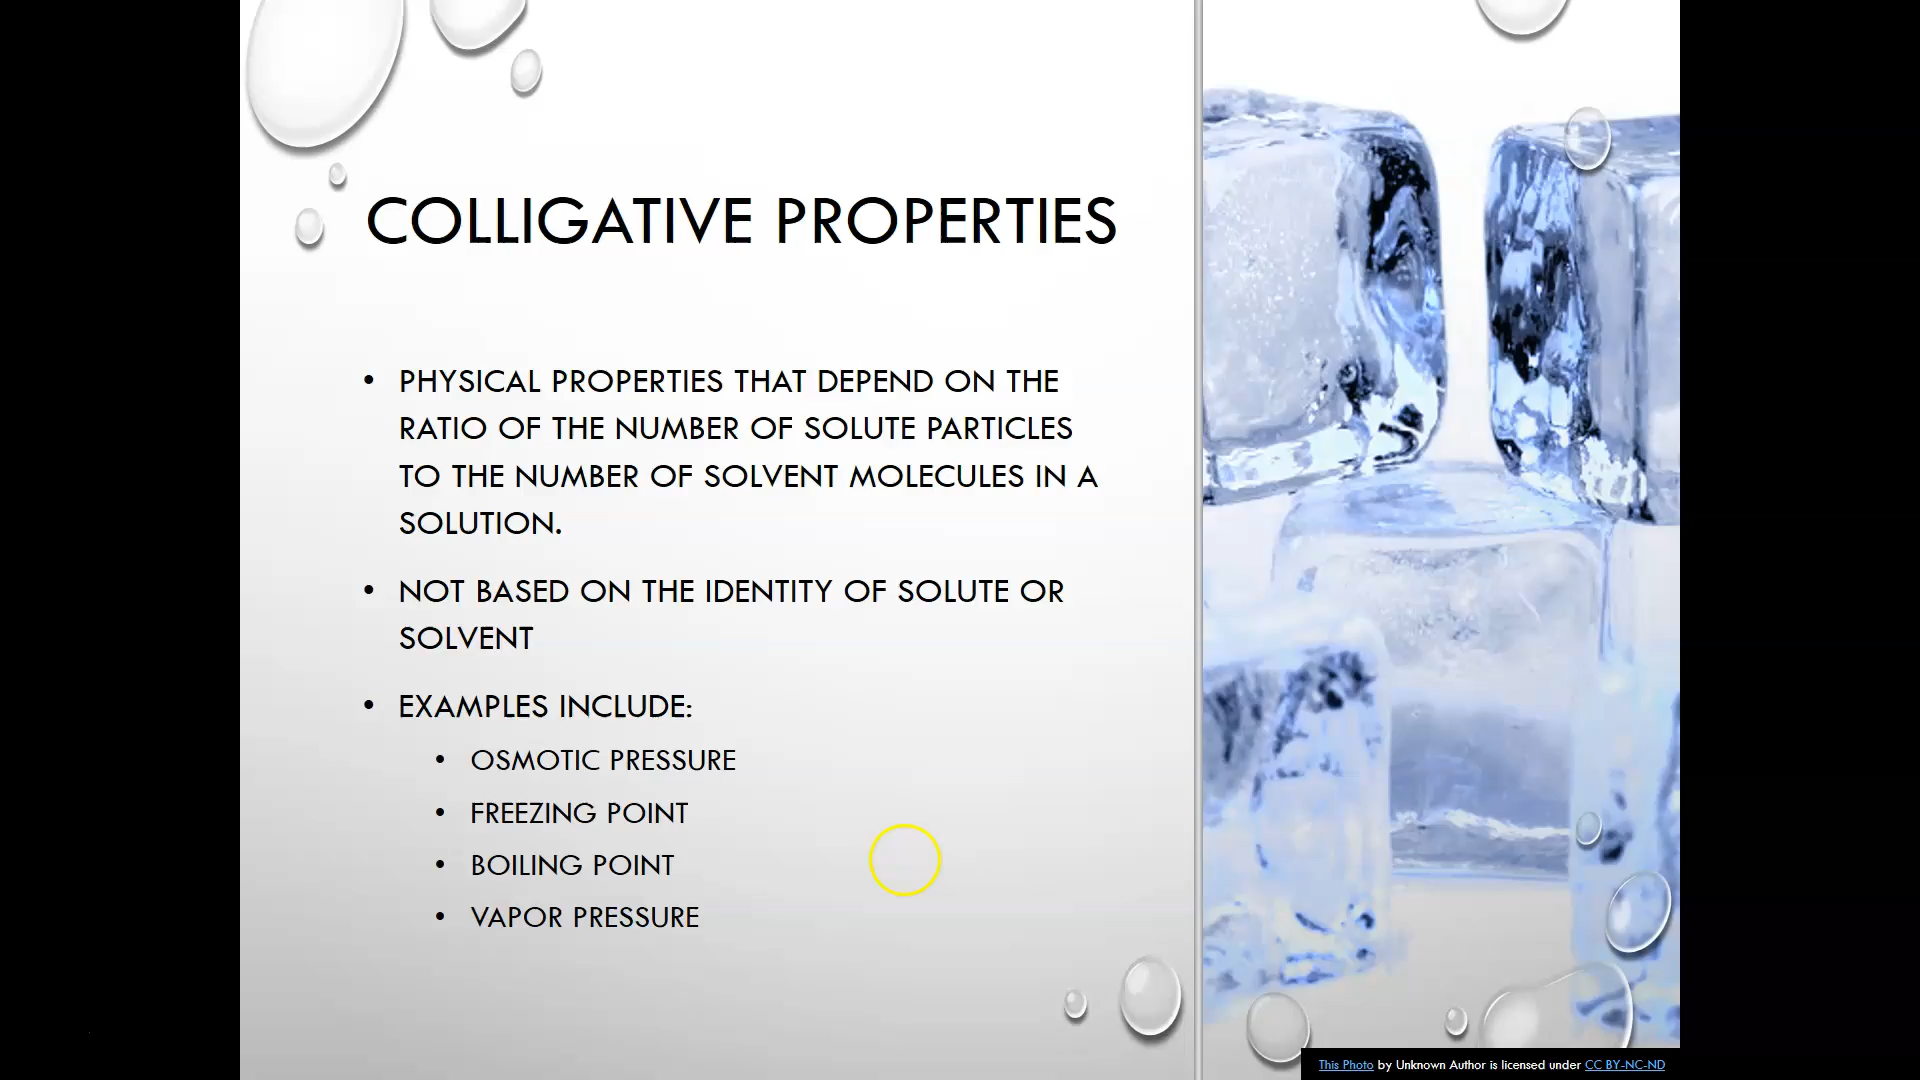 COLLIGATIVE PROPERTIES
• PHYSICAL PROPERTIES THAT DEPEND ON THE
RATIO OF THE NUMBER OF SOLUTE PARTICLES
TO THE NUMBER OF SOLVENT MOLECULES IN A
SOLUTION.
• NOT BASED ON THE IDENTITY OF SOLUTE OR
SOLVENT
• EXAMPLES INCLUDE:
• OSMOTIC PRESSURE
• FREEZING POINT
• BOILING POINT
• VAPOR PRESSURE
This Photo by Unknown Author is licensed under CC BY-NC-ND